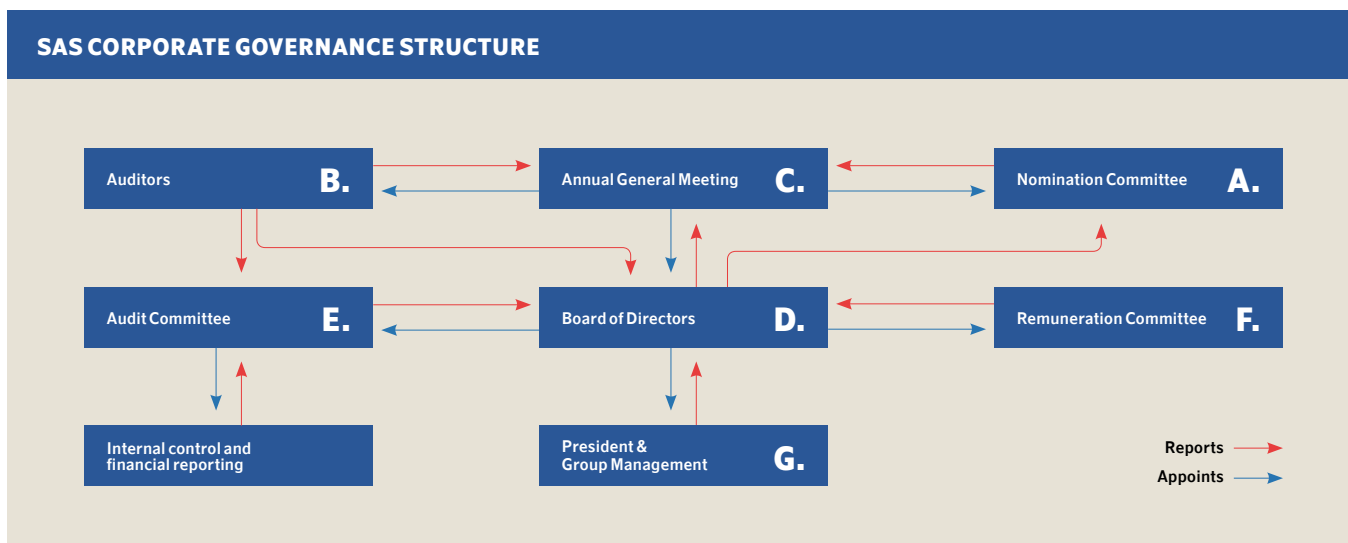 SAS CORPORATE GOVERNANCE STRUCTURE
Auditors B.
Annual General Meeting C.
Nomination Committee A.
Audit Committee E.
Board of Directors D.
Remuneration Committee F.
Internal control and
financial reporting
President &
Group Management G.
Reports
Appoints